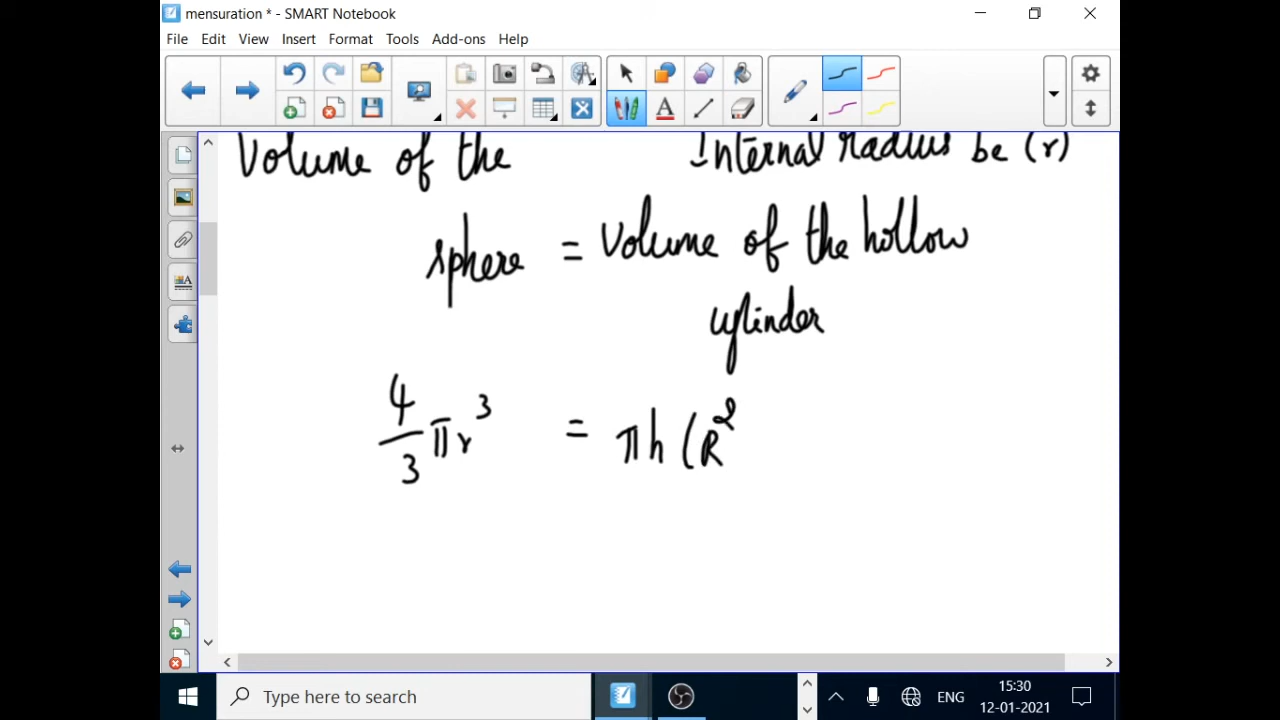 mensuration * - SMART Notebook
File Edit View Insert Format Tools Add-ons Help
Volume of the
Internal radius be (r)
sphere = Volume of the hollow
cylinder
4/3 πr³ = πh (R²
Type here to search
ENG
15:30
12-01-2021